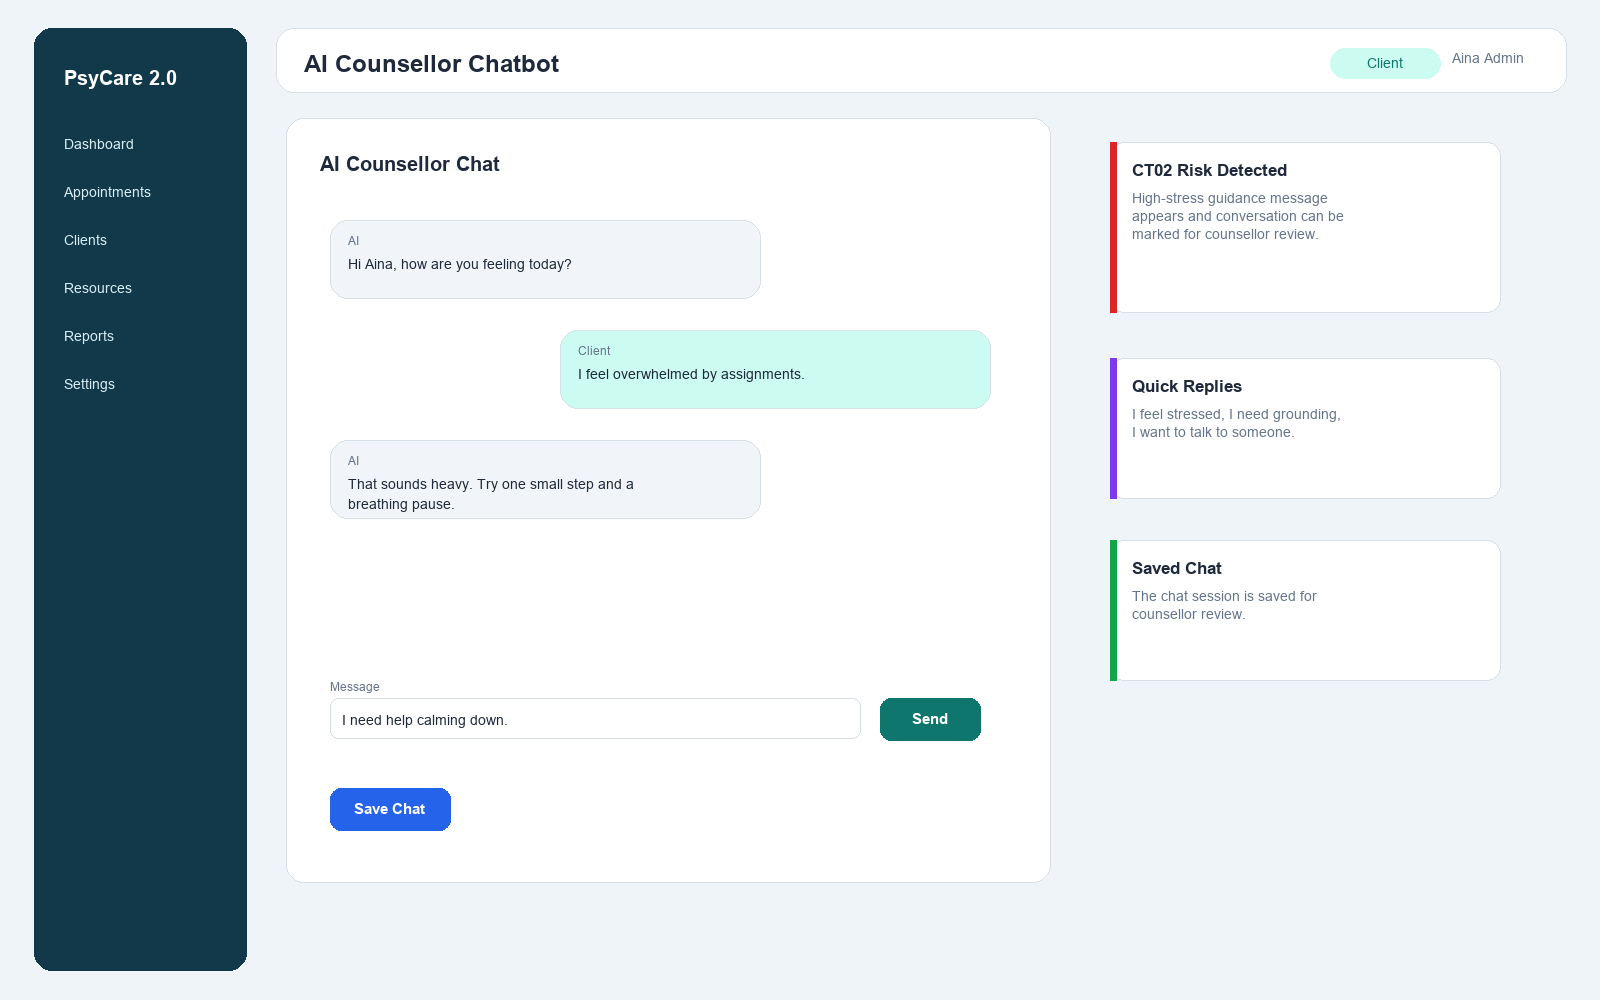 PsyCare 2.0
Dashboard
Appointments
Clients
Resources
Reports
Settings
AI Counsellor Chatbot
Client
Aina Admin
AI Counsellor Chat
AI
Hi Aina, how are you feeling today?
Client
I feel overwhelmed by assignments.
AI
That sounds heavy. Try one small step and a
breathing pause.
Message
I need help calming down.
Send
Save Chat
CT02 Risk Detected
High-stress guidance message
appears and conversation can be
marked for counsellor review.
Quick Replies
I feel stressed, I need grounding,
I want to talk to someone.
Saved Chat
The chat session is saved for
counsellor review.